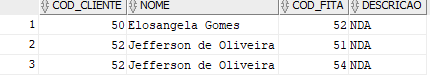 COD_CLIENTE NOME COD_FITA DESCRICAO
1 50 Elosangela Gomes 52 NDA
2 52 Jefferson de Oliveira 51 NDA
3 52 Jefferson de Oliveira 54 NDA